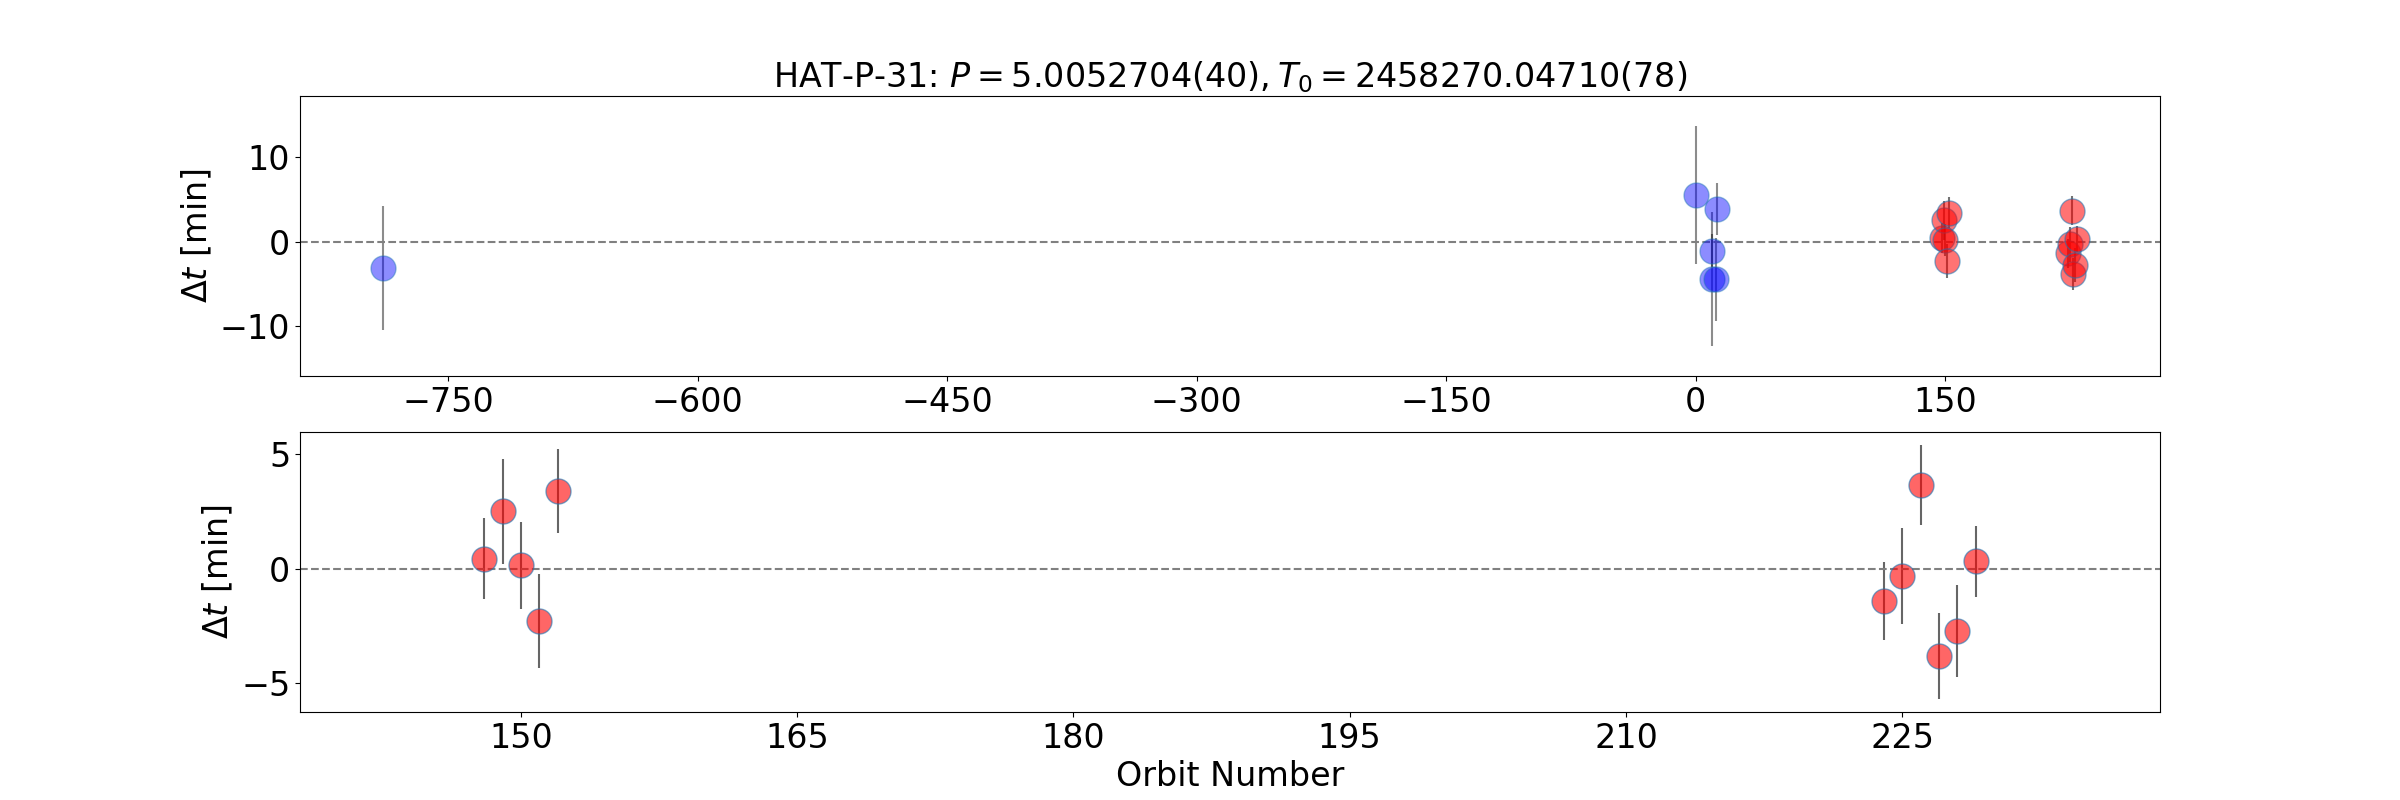 HAT-P-31: P = 5.0052704(40), T₀ = 2458270.04710(78)
Δt [min]
10
0
−10
−750 −600 −450 −300 −150 0 150
Δt [min]
5
0
−5
150 165 180 195 210 225
Orbit Number